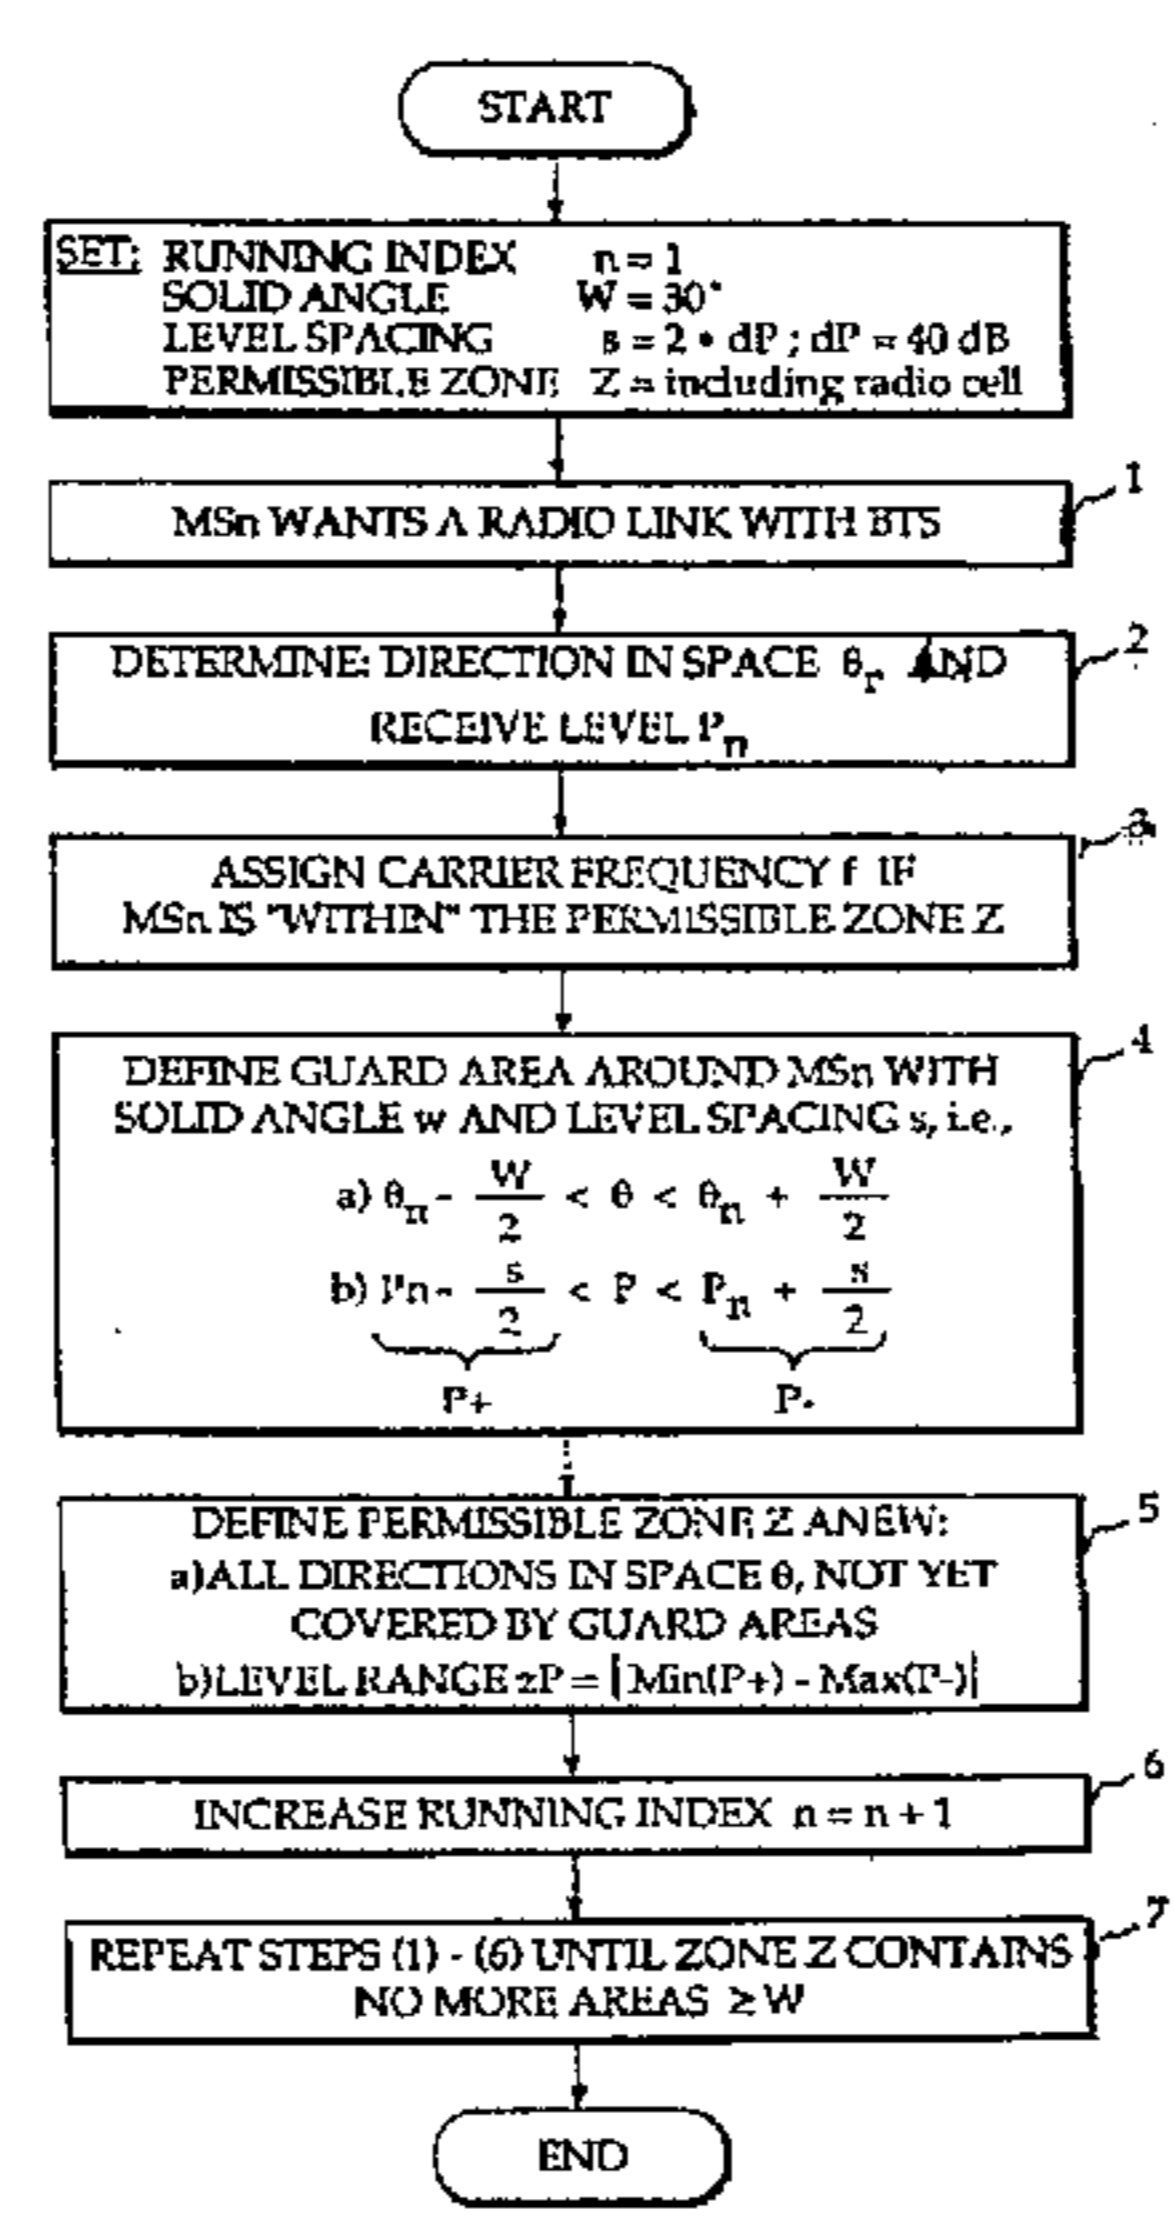 START
SET: RUNNING INDEX n = 1
SOLID ANGLE W = 30°
LEVEL SPACING s = 2 • dP ; dP = 40 dB
PERMISSIBLE ZONE Z = including radio cell
1
MSn WANTS A RADIO LINK WITH BTS
2
DETERMINE: DIRECTION IN SPACE θr AND
RECEIVE LEVEL Pn
3
ASSIGN CARRIER FREQUENCY f IF
MSn IS "WITHIN" THE PERMISSIBLE ZONE Z
4
DEFINE GUARD AREA AROUND MSn WITH
SOLID ANGLE w AND LEVEL SPACING s, i.e.,
a) θn - W/2 < θ < θn + W/2
b) Pn - s/2 < P < Pn + s/2
P+ P-
5
DEFINE PERMISSIBLE ZONE Z ANEW:
a) ALL DIRECTIONS IN SPACE θ, NOT YET
COVERED BY GUARD AREAS
b) LEVEL RANGE zP = |Min(P+) - Max(P-)|
6
INCREASE RUNNING INDEX n = n + 1
7
REPEAT STEPS (1) - (6) UNTIL ZONE Z CONTAINS
NO MORE AREAS ≥ W
END